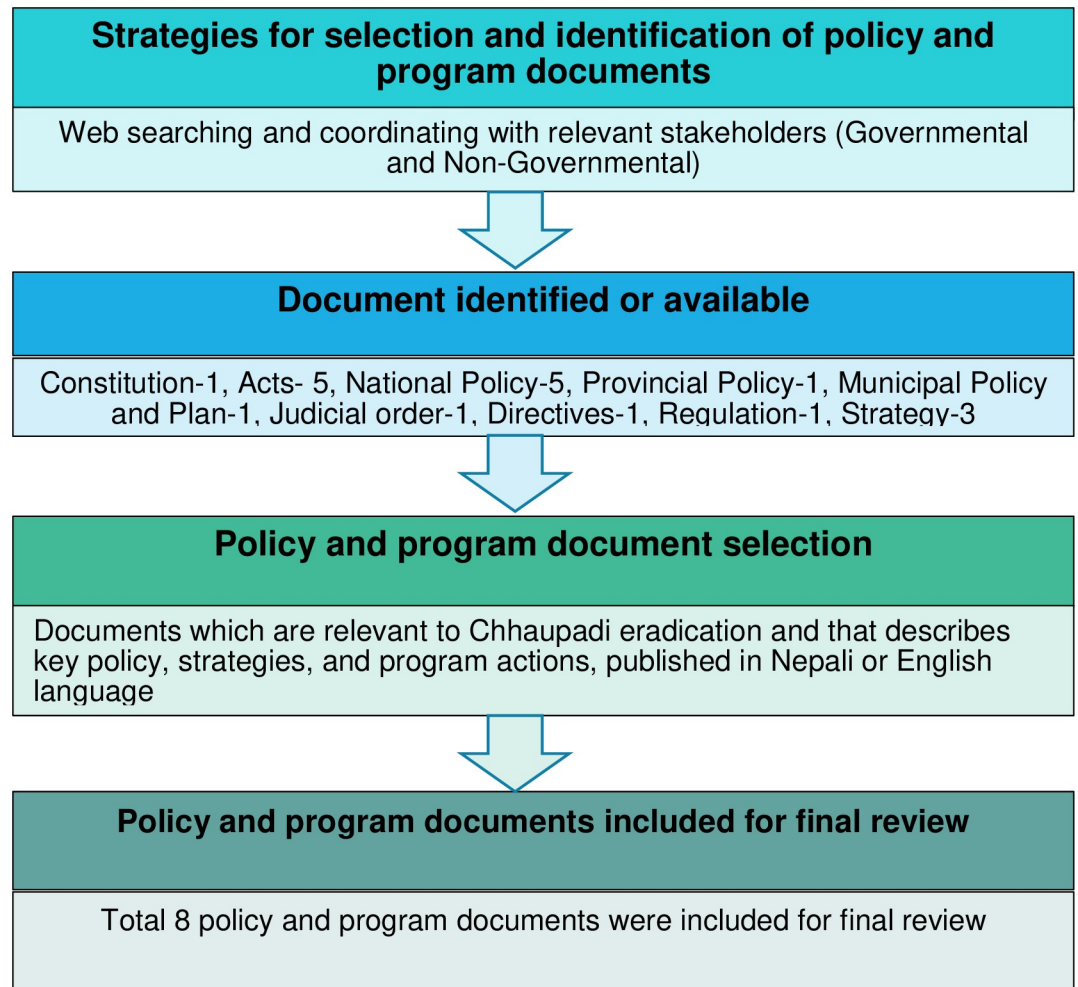 Strategies for selection and identification of policy and
program documents
Web searching and coordinating with relevant stakeholders (Governmental
and Non-Governmental)
Document identified or available
Constitution-1, Acts- 5, National Policy-5, Provincial Policy-1, Municipal Policy
and Plan-1, Judicial order-1, Directives-1, Regulation-1, Strategy-3
Policy and program document selection
Documents which are relevant to Chhaupadi eradication and that describes
key policy, strategies, and program actions, published in Nepali or English
language
Policy and program documents included for final review
Total 8 policy and program documents were included for final review